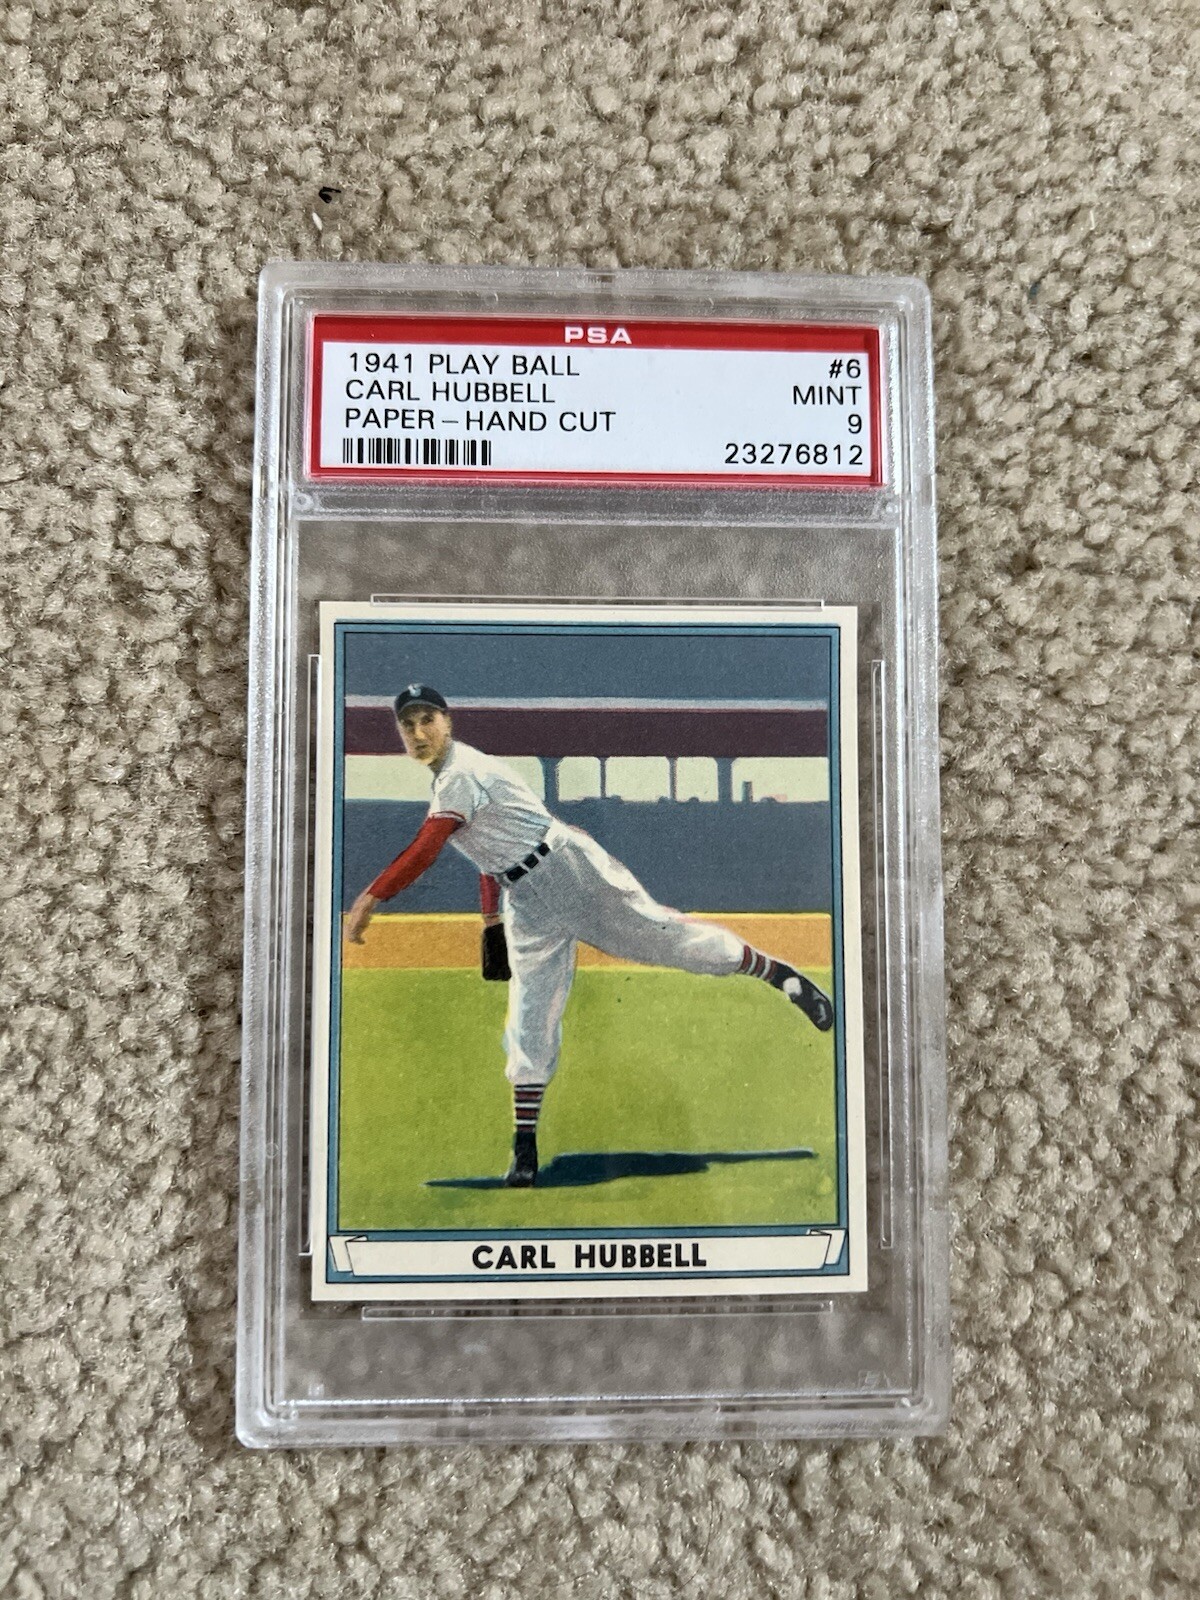 PSA
1941 PLAY BALL #6
CARL HUBBELL MINT
PAPER-HAND CUT 9
23276812
CARL HUBBELL